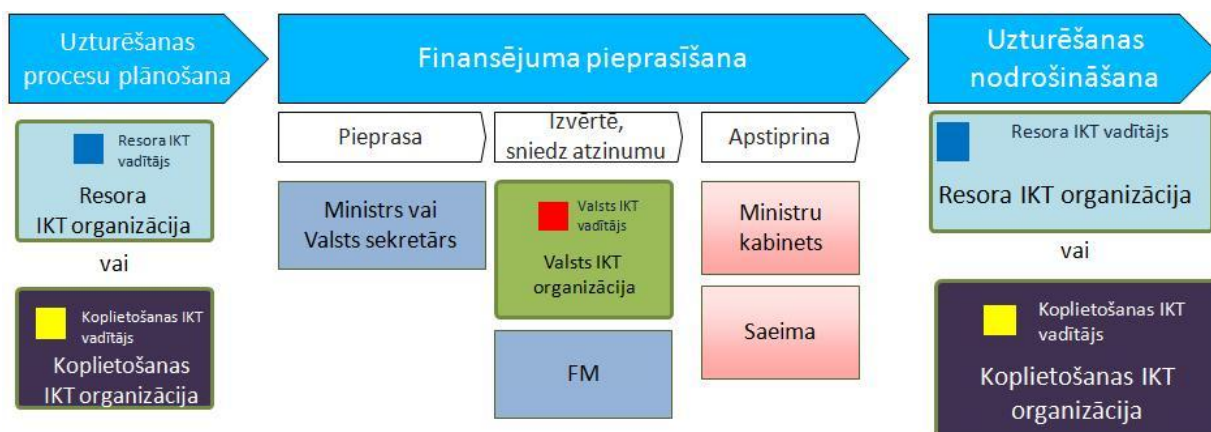 Uzturēšanas
procesu plānošana
Resora IKT
vadītājs
Resora
IKT organizācija
vai
Koplietošanas IKT
vadītājs
Koplietošanas
IKT organizācija
Finansējuma pieprasīšana
Pieprasa
Ministrs vai
Valsts sekretārs
Izvērtē,
sniedz atzinumu
Valsts IKT
vadītājs
Valsts IKT
organizācija
FM
Apstiprina
Ministru
kabinets
Saeima
Uzturēšanas
nodrošināšana
Resora IKT vadītājs
Resora IKT organizācija
vai
Koplietošanas IKT
vadītājs
Koplietošanas IKT
organizācija